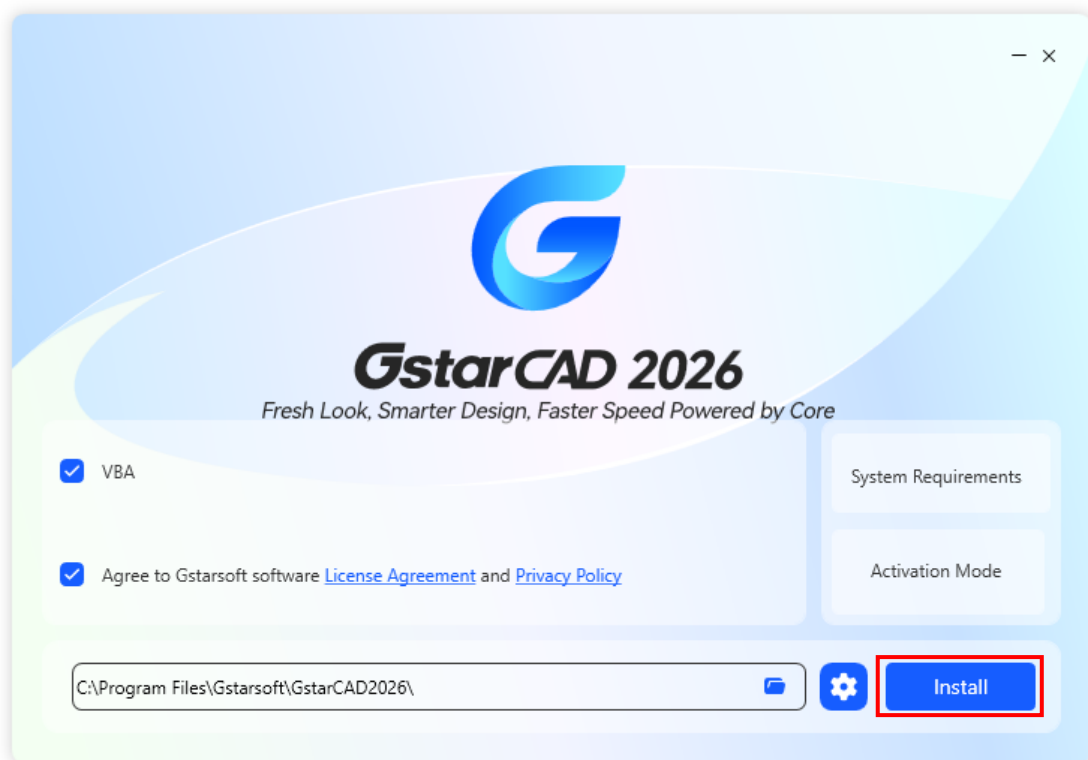 GstarCAD 2026
Fresh Look, Smarter Design, Faster Speed Powered by Core
VBA
System Requirements
Agree to Gstarsoft software License Agreement and Privacy Policy
Activation Mode
C:\Program Files\Gstarsoft\GstarCAD2026\
Install